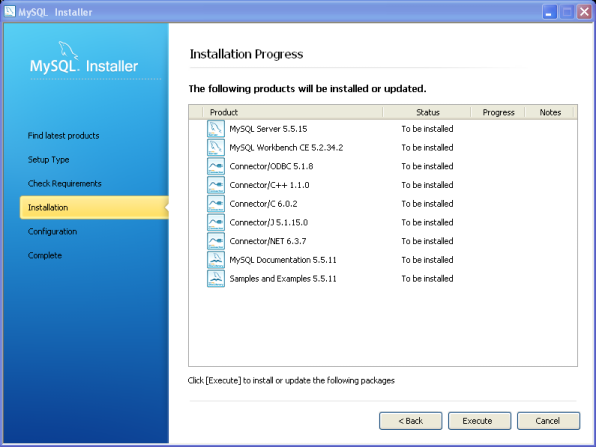 MySQL Installer
MySQL. Installer
Find latest products
Setup Type
Check Requirements
Installation
Configuration
Complete
Installation Progress
The following products will be installed or updated.
Product Status Progress Notes
MySQL Server 5.5.15 To be installed
MySQL Workbench CE 5.2.34.2 To be installed
Connector/ODBC 5.1.8 To be installed
Connector/C++ 1.1.0 To be installed
Connector/C 6.0.2 To be installed
Connector/J 5.1.15.0 To be installed
Connector/NET 6.3.7 To be installed
MySQL Documentation 5.5.11 To be installed
Samples and Examples 5.5.11 To be installed
Click [Execute] to install or update the following packages
< Back Execute Cancel